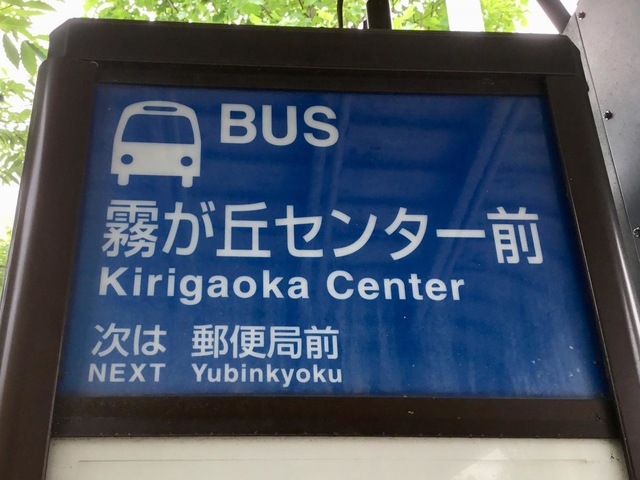 BUS
霧が丘センター前
Kirigaoka Center
次は 郵便局前
NEXT Yubinkyoku